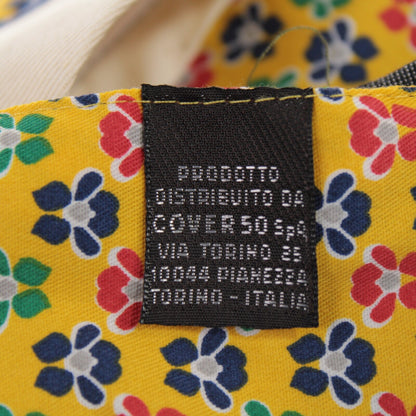 PRODOTTO
DISTRIBUITO DA
COVER 50 SpA
VIA TORINO 25
10044 PIANEZZA
TORINO - ITALIA